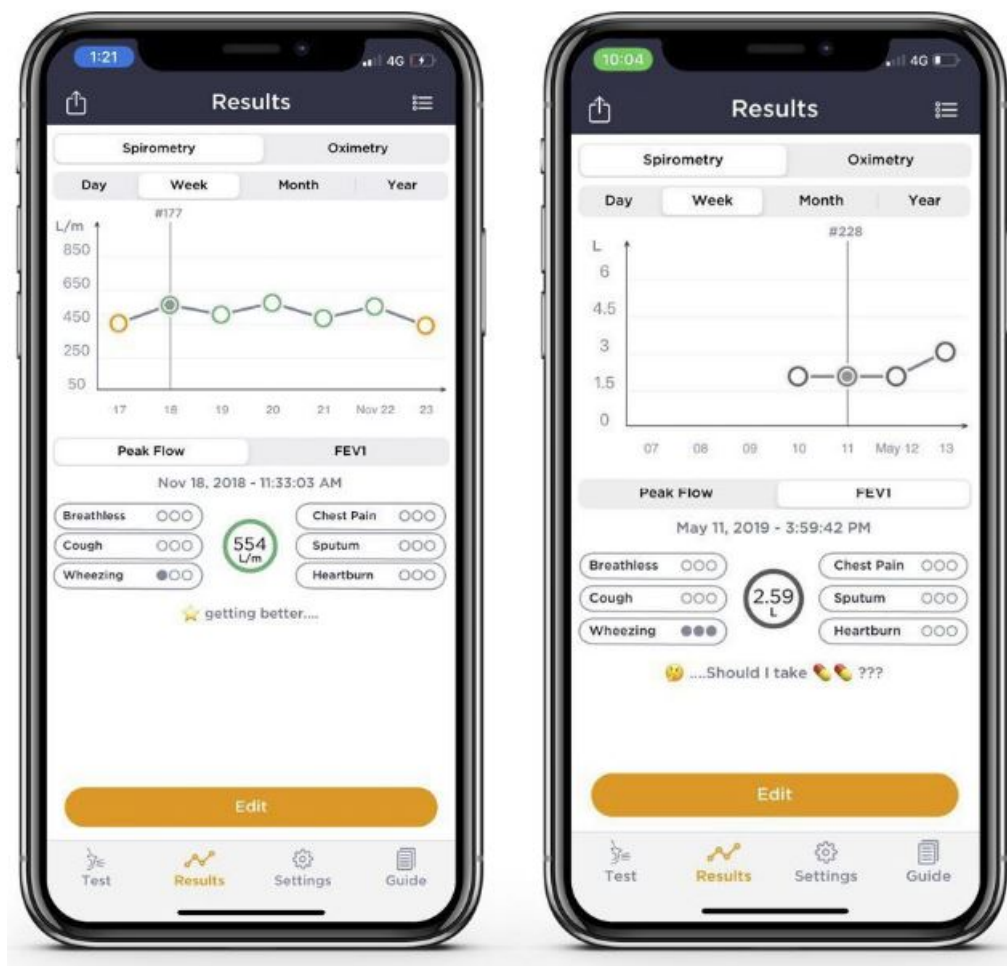 1:21
4G
Results
Spirometry Oximetry
Day Week Month Year
#177
L/m
850
650
450
250
50
17 18 19 20 21 Nov 22 23
Peak Flow FEV1
Nov 18, 2018 - 11:33:03 AM
Breathless
Cough
Wheezing
554
L/m
Chest Pain
Sputum
Heartburn
⭐ getting better....
Edit
Test Results Settings Guide
10:04
4G
Results
Spirometry Oximetry
Day Week Month Year
#228
L
6
4.5
3
1.5
0
07 08 09 10 11 May 12 13
Peak Flow FEV1
May 11, 2019 - 3:59:42 PM
Breathless
Cough
Wheezing
2.59
L
Chest Pain
Sputum
Heartburn
🤔 ....Should I take 💊💊 ???
Edit
Test Results Settings Guide